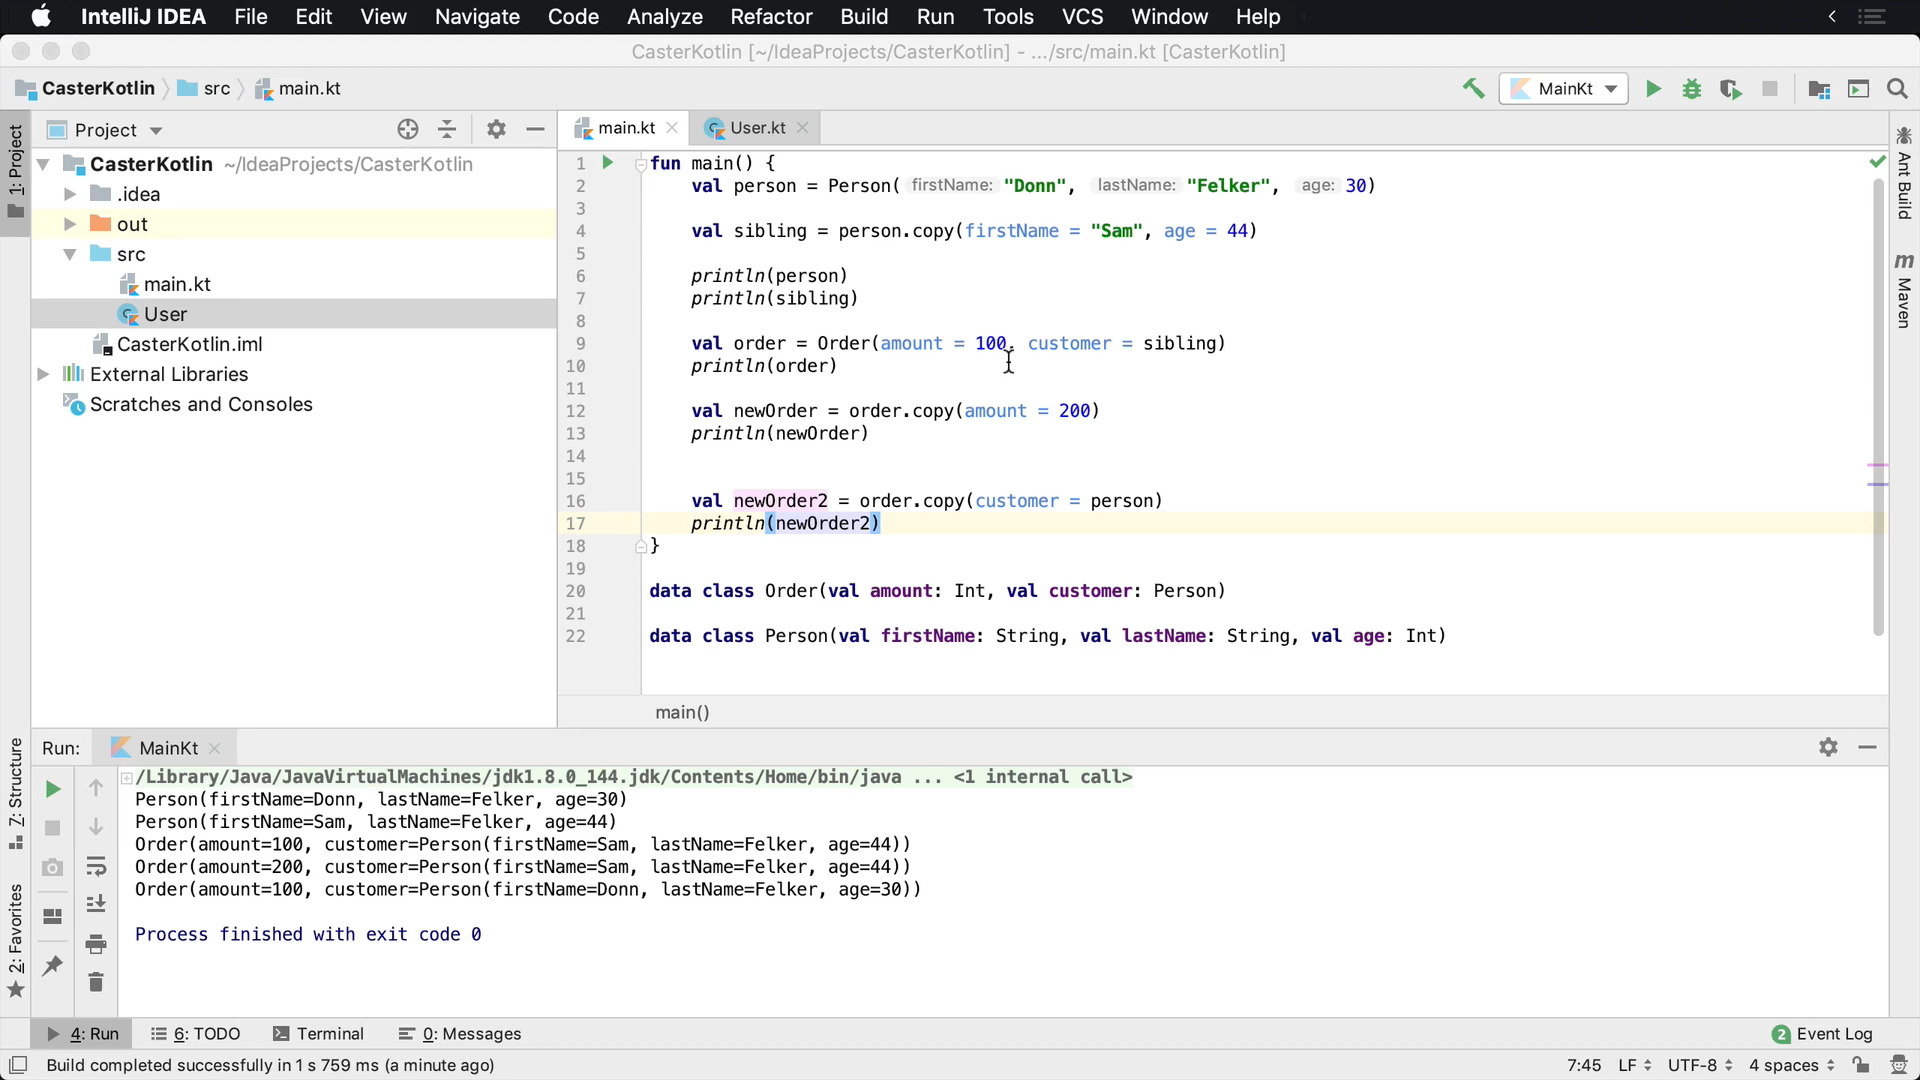 IntelliJ IDEA File Edit View Navigate Code Analyze Refactor Build Run Tools VCS Window Help
CasterKotlin [~/IdeaProjects/CasterKotlin] - .../src/main.kt [CasterKotlin]
CasterKotlin src main.kt
MainKt
1: Project
Project
CasterKotlin ~/IdeaProjects/CasterKotlin
.idea
out
src
main.kt
User
CasterKotlin.iml
External Libraries
Scratches and Consoles
main.kt User.kt
1 fun main() {
2 val person = Person( firstName: "Donn", lastName: "Felker", age: 30)
3
4 val sibling = person.copy(firstName = "Sam", age = 44)
5
6 println(person)
7 println(sibling)
8
9 val order = Order(amount = 100, customer = sibling)
10 println(order)
11
12 val newOrder = order.copy(amount = 200)
13 println(newOrder)
14
15
16 val newOrder2 = order.copy(customer = person)
17 println(newOrder2)
18 }
19
20 data class Order(val amount: Int, val customer: Person)
21
22 data class Person(val firstName: String, val lastName: String, val age: Int)
main()
Ant Build
m Maven
Z: Structure
2: Favorites
Run: MainKt
/Library/Java/JavaVirtualMachines/jdk1.8.0_144.jdk/Contents/Home/bin/java ... <1 internal call>
Person(firstName=Donn, lastName=Felker, age=30)
Person(firstName=Sam, lastName=Felker, age=44)
Order(amount=100, customer=Person(firstName=Sam, lastName=Felker, age=44))
Order(amount=200, customer=Person(firstName=Sam, lastName=Felker, age=44))
Order(amount=100, customer=Person(firstName=Donn, lastName=Felker, age=30))
Process finished with exit code 0
4: Run 6: TODO Terminal 0: Messages 2 Event Log
Build completed successfully in 1 s 759 ms (a minute ago) 7:45 LF UTF-8 4 spaces